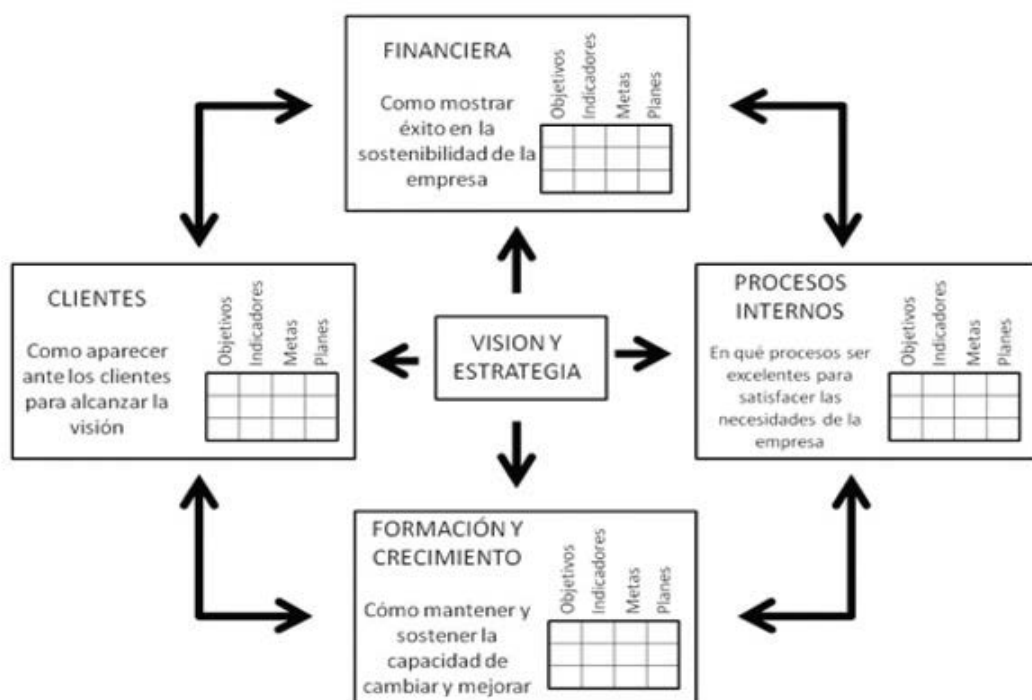 FINANCIERA
Como mostrar
éxito en la
sostenibilidad de la
empresa
Objetivos
Indicadores
Metas
Planes
CLIENTES
Como aparecer
ante los clientes
para alcanzar la
visión
Objetivos
Indicadores
Metas
Planes
VISION Y
ESTRATEGIA
PROCESOS
INTERNOS
En qué procesos ser
excelentes para
satisfacer las
necesidades de la
empresa
Objetivos
Indicadores
Metas
Planes
FORMACIÓN Y
CRECIMIENTO
Cómo mantener y
sostener la
capacidad de
cambiar y mejorar
Objetivos
Indicadores
Metas
Planes